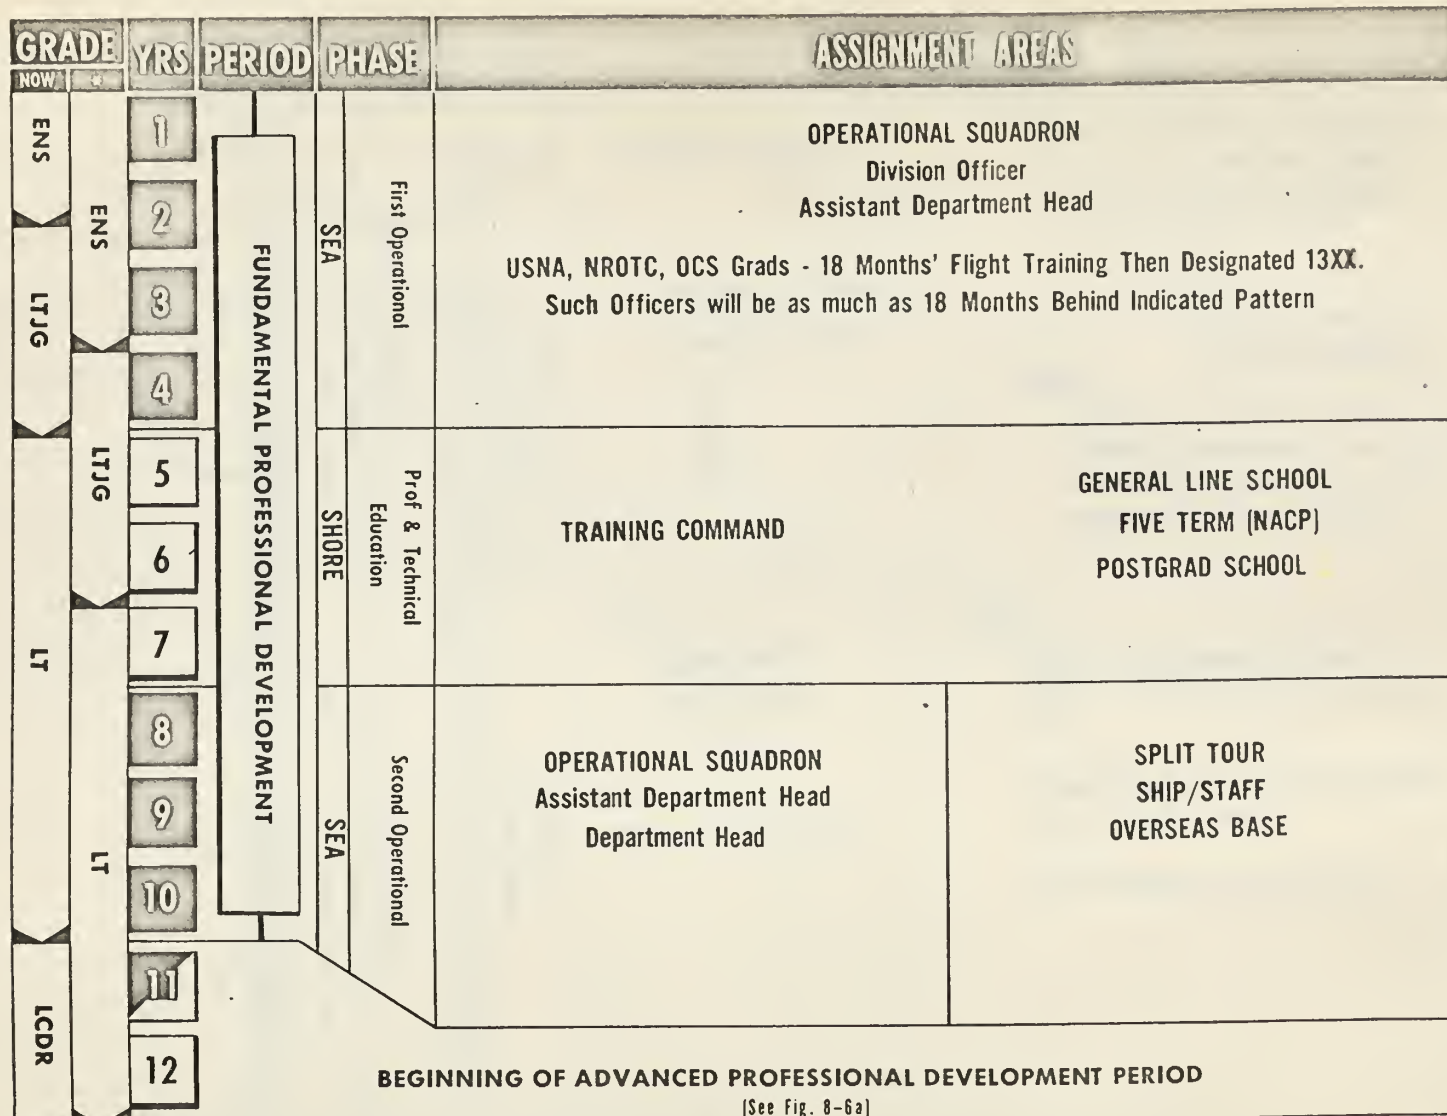 GRADE YRS PERIOD PHASE ASSIGNMENT AREAS
NOW *
ENS
LTJG
LT
LCDR
ENS
LTJG
LT
1
2
3
4
5
6
7
8
9
10
11
12
FUNDAMENTAL PROFESSIONAL DEVELOPMENT
SEA
SHORE
SEA
First Operational
Prof & Technical
Education
Second Operational
OPERATIONAL SQUADRON
Division Officer
Assistant Department Head
USNA, NROTC, OCS Grads - 18 Months' Flight Training Then Designated 13XX.
Such Officers will be as much as 18 Months Behind Indicated Pattern
TRAINING COMMAND
GENERAL LINE SCHOOL
FIVE TERM (NACP)
POSTGRAD SCHOOL
OPERATIONAL SQUADRON
Assistant Department Head
Department Head
SPLIT TOUR
SHIP/STAFF
OVERSEAS BASE
BEGINNING OF ADVANCED PROFESSIONAL DEVELOPMENT PERIOD
(See Fig. 8-6a)